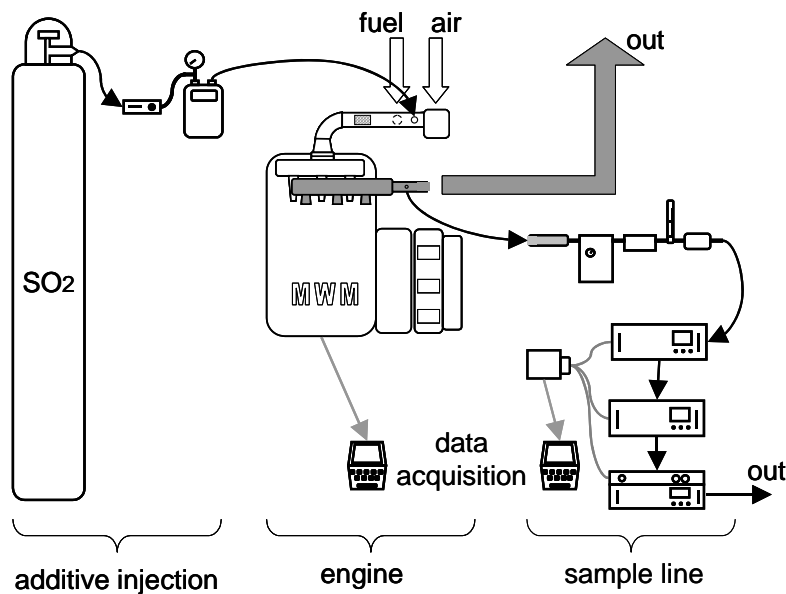 fuel
air
out
SO2
MWM
data
acquisition
out
additive injection
engine
sample line